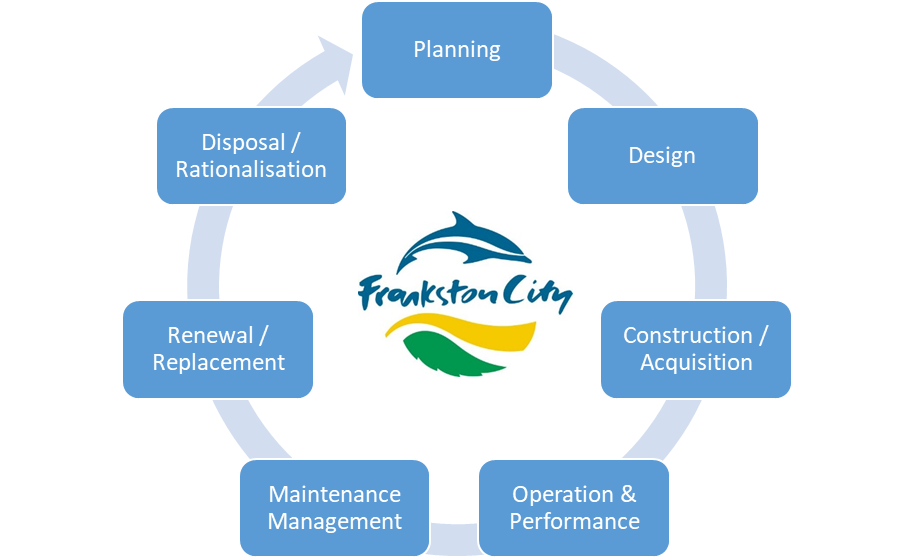 Planning
Design
Construction /
Acquisition
Operation &
Performance
Maintenance
Management
Renewal /
Replacement
Disposal /
Rationalisation
Frankston City